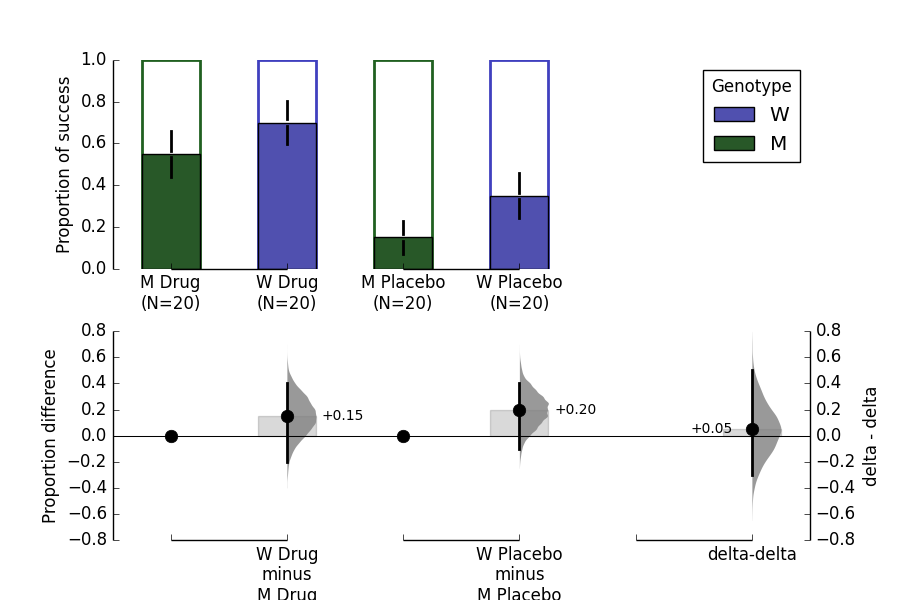 Genotype
W
M
Proportion of success
1.0
0.8
0.6
0.4
0.2
0.0
M Drug
(N=20)
W Drug
(N=20)
M Placebo
(N=20)
W Placebo
(N=20)
Proportion difference
0.8
0.6
0.4
0.2
0.0
−0.2
−0.4
−0.6
−0.8
+0.15
+0.20
+0.05
0.8
0.6
0.4
0.2
0.0
−0.2
−0.4
−0.6
−0.8
delta - delta
W Drug
minus
M Drug
W Placebo
minus
M Placebo
delta-delta